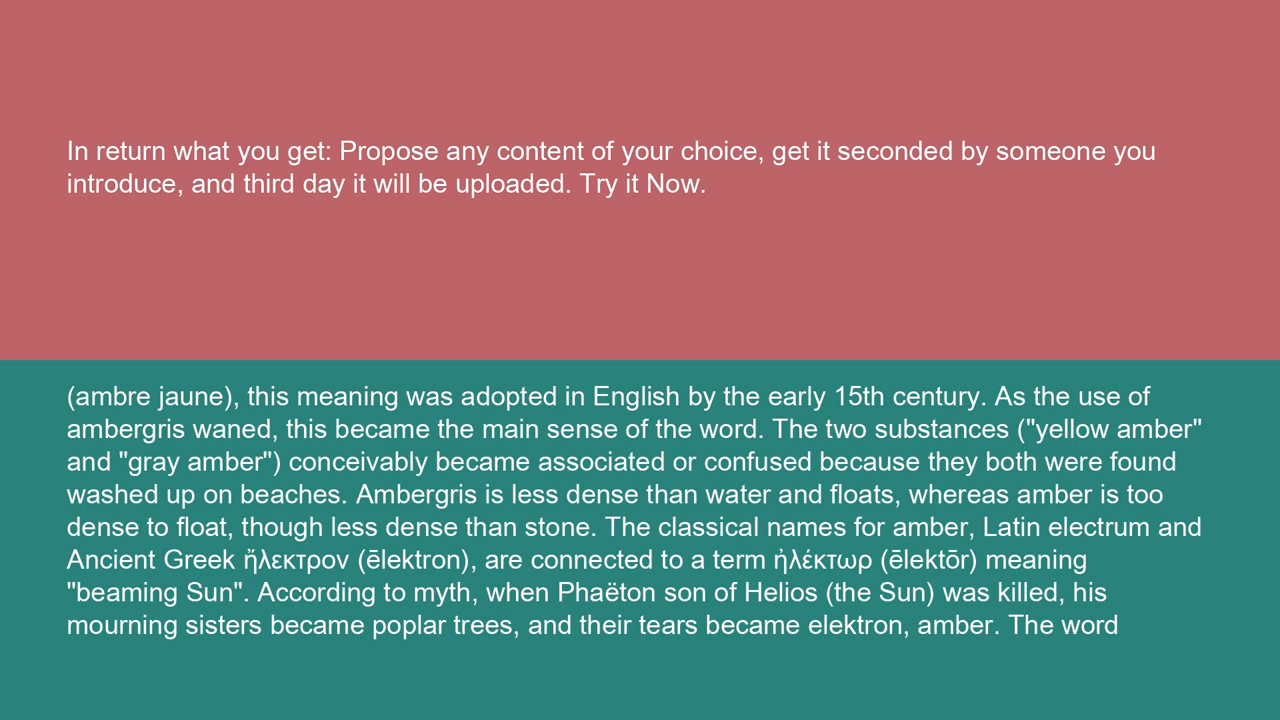 In return what you get: Propose any content of your choice, get it seconded by someone you
introduce, and third day it will be uploaded. Try it Now.
(ambre jaune), this meaning was adopted in English by the early 15th century. As the use of
ambergris waned, this became the main sense of the word. The two substances ("yellow amber"
and "gray amber") conceivably became associated or confused because they both were found
washed up on beaches. Ambergris is less dense than water and floats, whereas amber is too
dense to float, though less dense than stone. The classical names for amber, Latin electrum and
Ancient Greek ἤλεκτρον (ēlektron), are connected to a term ἠλέκτωρ (ēlektōr) meaning
"beaming Sun". According to myth, when Phaëton son of Helios (the Sun) was killed, his
mourning sisters became poplar trees, and their tears became elektron, amber. The word